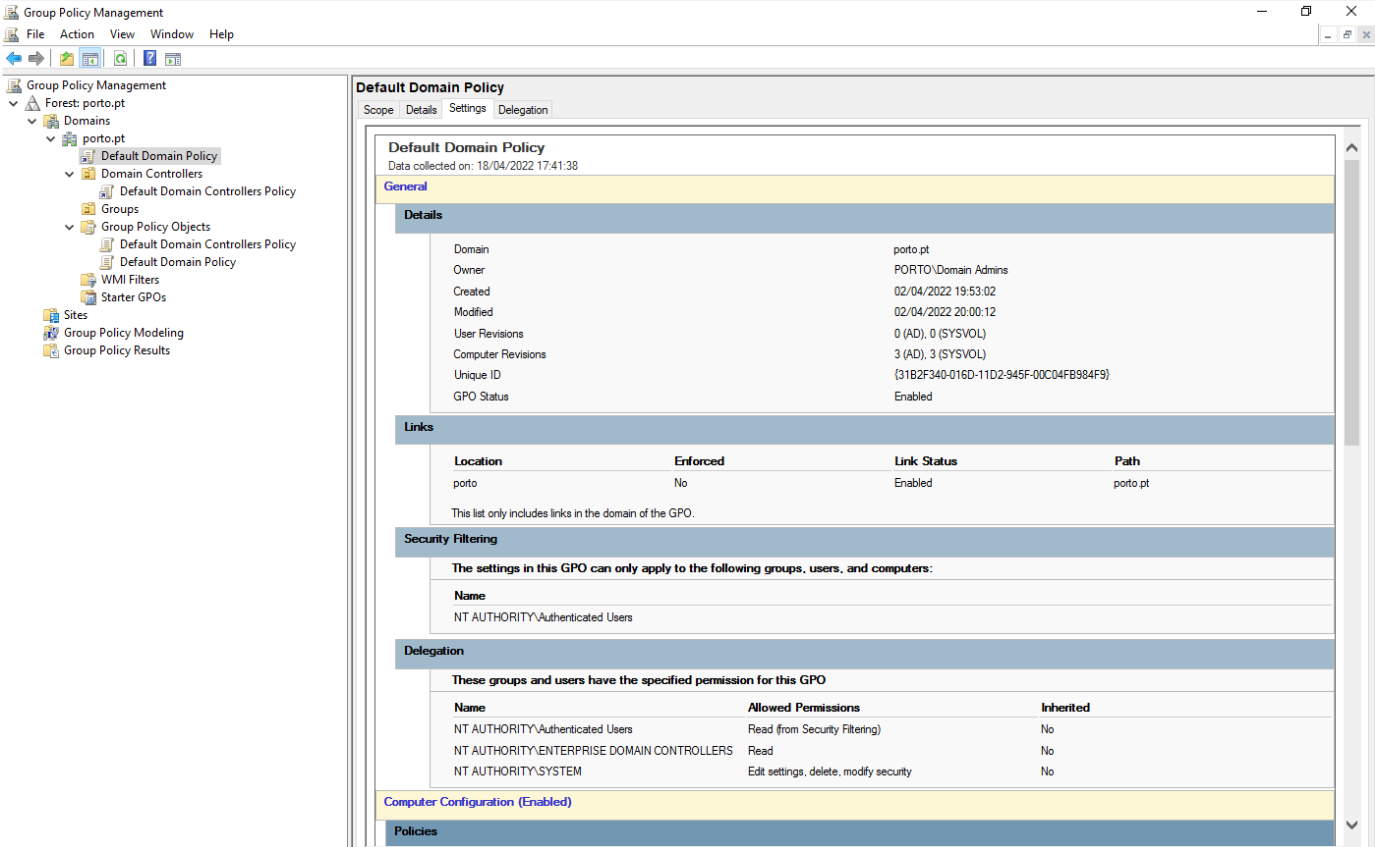 Group Policy Management
File Action View Window Help
Group Policy Management
Forest: porto.pt
Domains
porto.pt
Default Domain Policy
Domain Controllers
Default Domain Controllers Policy
Groups
Group Policy Objects
Default Domain Controllers Policy
Default Domain Policy
WMI Filters
Starter GPOs
Sites
Group Policy Modeling
Group Policy Results
Default Domain Policy
Scope Details Settings Delegation
Default Domain Policy
Data collected on: 18/04/2022 17:41:38
General
Details
Domain porto.pt
Owner PORTO\Domain Admins
Created 02/04/2022 19:53:02
Modified 02/04/2022 20:00:12
User Revisions 0 (AD), 0 (SYSVOL)
Computer Revisions 3 (AD), 3 (SYSVOL)
Unique ID {31B2F340-016D-11D2-945F-00C04FB984F9}
GPO Status Enabled
Links
Location Enforced Link Status Path
porto No Enabled porto.pt
This list only includes links in the domain of the GPO.
Security Filtering
The settings in this GPO can only apply to the following groups, users, and computers:
Name
NT AUTHORITY\Authenticated Users
Delegation
These groups and users have the specified permission for this GPO
Name Allowed Permissions Inherited
NT AUTHORITY\Authenticated Users Read (from Security Filtering) No
NT AUTHORITY\ENTERPRISE DOMAIN CONTROLLERS Read No
NT AUTHORITY\SYSTEM Edit settings, delete, modify security No
Computer Configuration (Enabled)
Policies